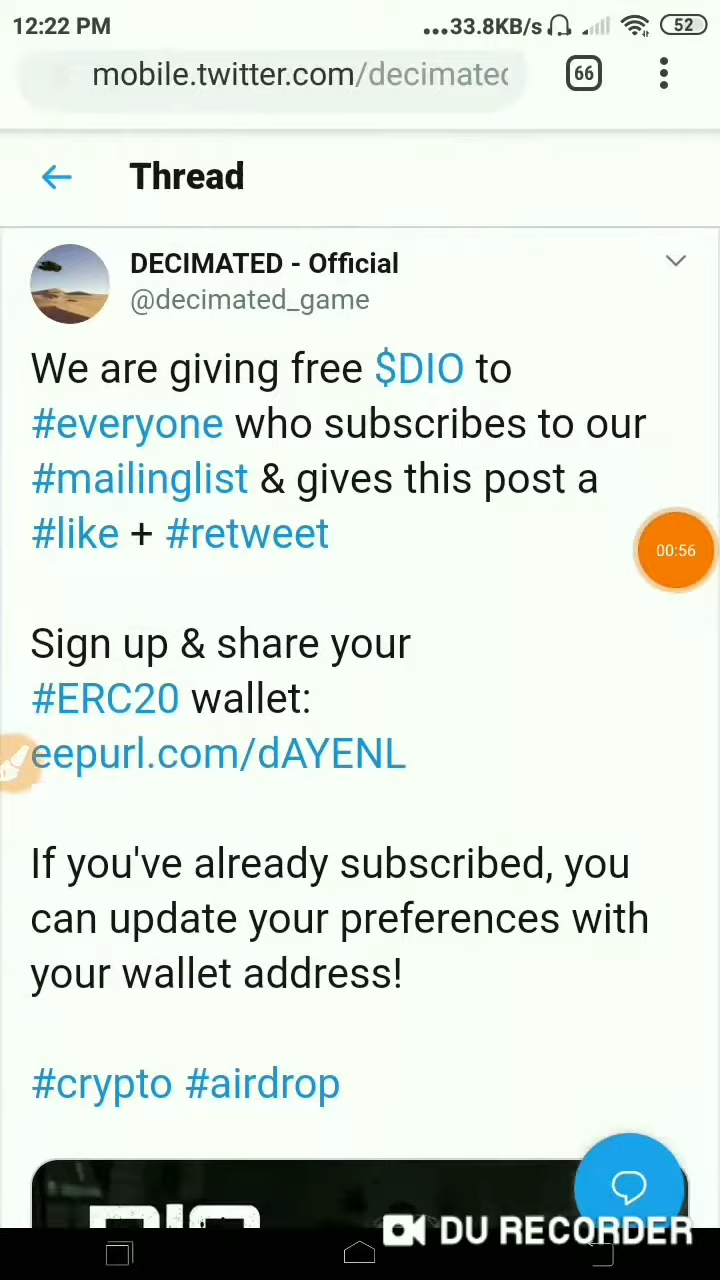 12:22 PM
...33.8KB/s
52
mobile.twitter.com/decimated
66
Thread
DECIMATED - Official
@decimated_game
We are giving free $DIO to
#everyone who subscribes to our
#mailinglist & gives this post a
#like + #retweet
00:56
Sign up & share your
#ERC20 wallet:
eepurl.com/dAYENL
If you've already subscribed, you
can update your preferences with
your wallet address!
#crypto #airdrop
DU RECORDER